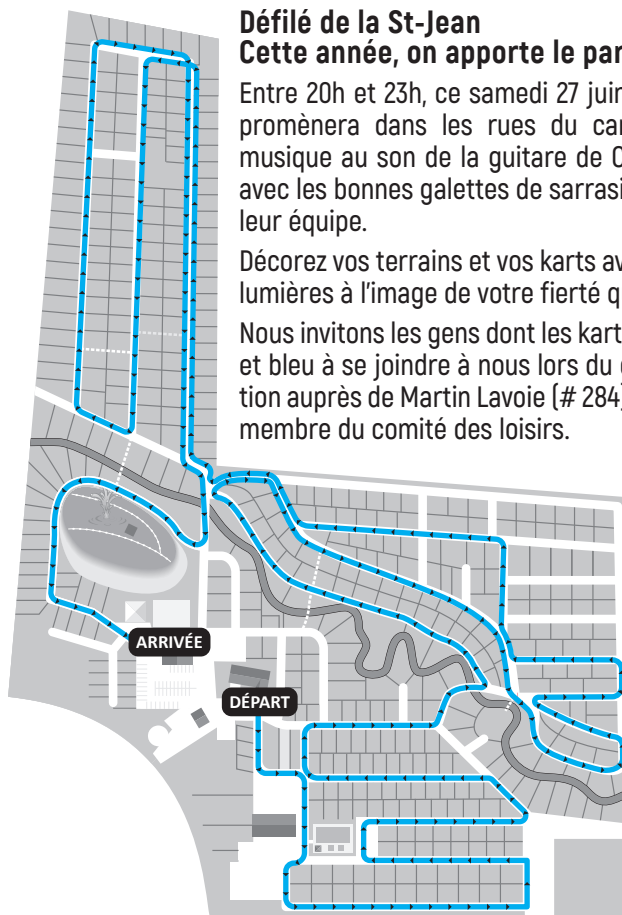 Défilé de la St-Jean
Cette année, on apporte le par
Entre 20h et 23h, ce samedi 27 juin
promènera dans les rues du ca
musique au son de la guitare de
avec les bonnes galettes de sarrasi
leur équipe.
Décorez vos terrains et vos karts av
lumières à l'image de votre fierté q
Nous invitons les gens dont les kart
et bleu à se joindre à nous lors du
tion auprès de Martin Lavoie (# 284)
membre du comité des loisirs.
ARRIVÉE
DÉPART